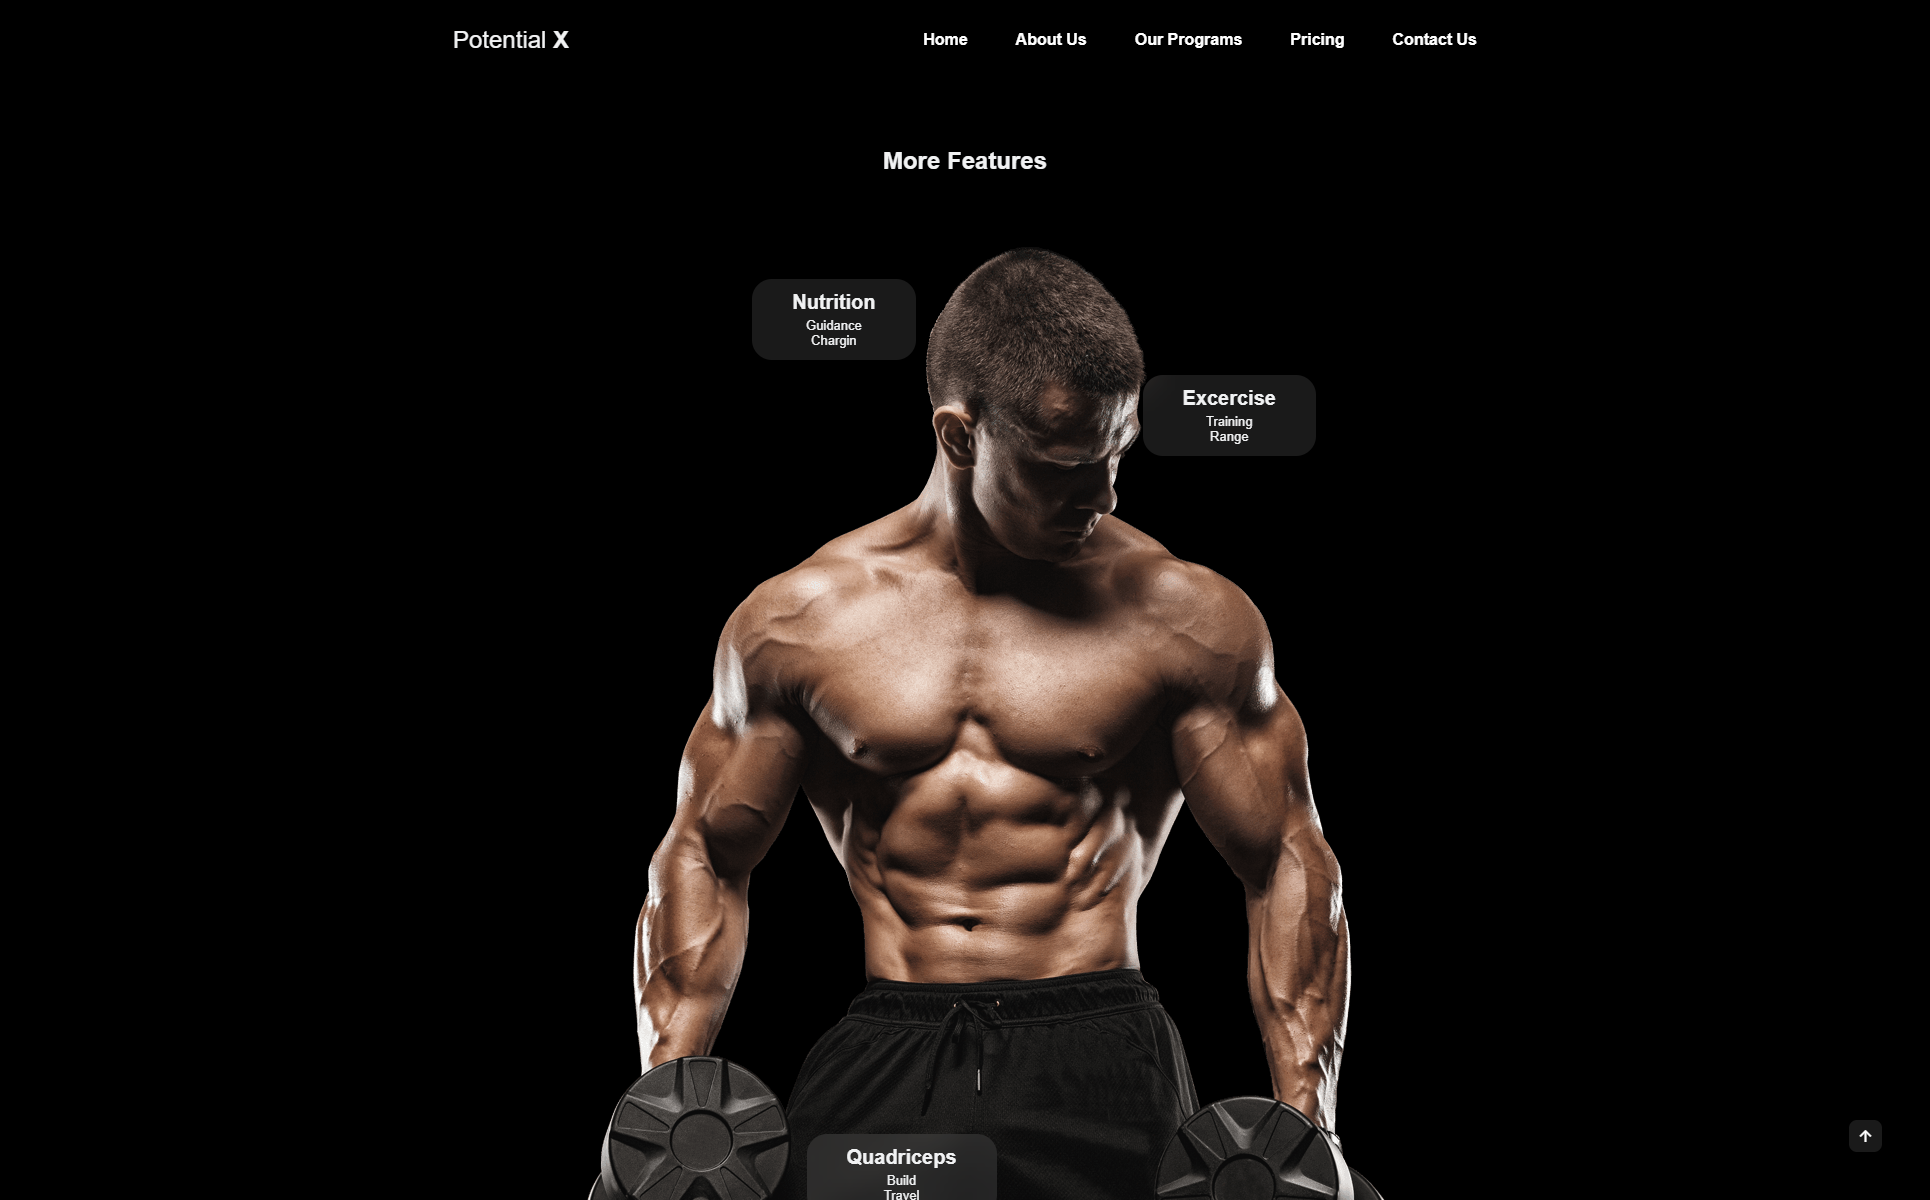 Potential X
Home About Us Our Programs Pricing Contact Us
More Features
Nutrition
Guidance
Chargin
Excercise
Training
Range
Quadriceps
Build
Travel